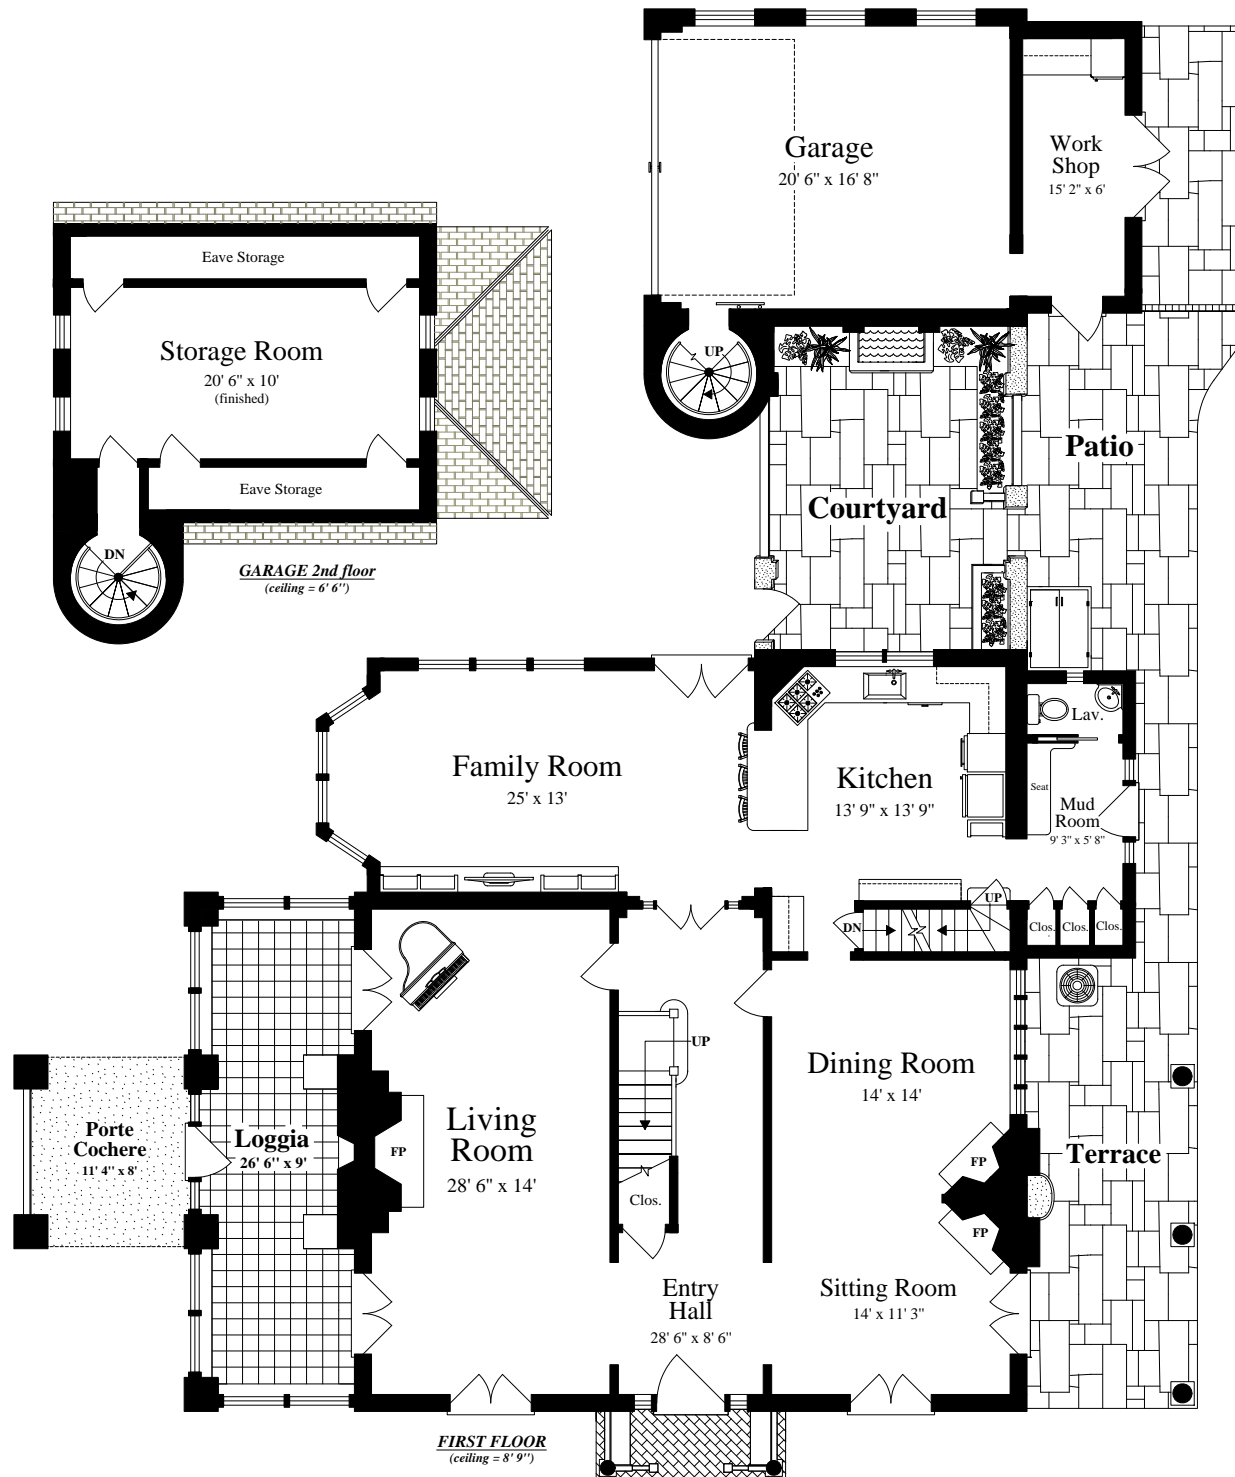 Garage
20' 6" x 16' 8"
Work
Shop
15' 2" x 6'
UP
Eave Storage
Storage Room
20' 6" x 10'
(finished)
Eave Storage
DN
GARAGE 2nd floor
(ceiling = 6' 6")
Patio
Courtyard
Family Room
25' x 13'
Kitchen
13' 9" x 13' 9"
Lav.
Seat
Mud
Room
9' 3" x 5' 8"
UP
DN
Clos.
Clos.
Clos.
UP
Dining Room
14' x 14'
Living
Room
28' 6" x 14'
FP
Porte
Cochere
11' 4" x 8'
Loggia
26' 6" x 9'
Clos.
FP
FP
Terrace
Entry
Hall
28' 6" x 8' 6"
Sitting Room
14' x 11' 3"
FIRST FLOOR
(ceiling = 8' 9")